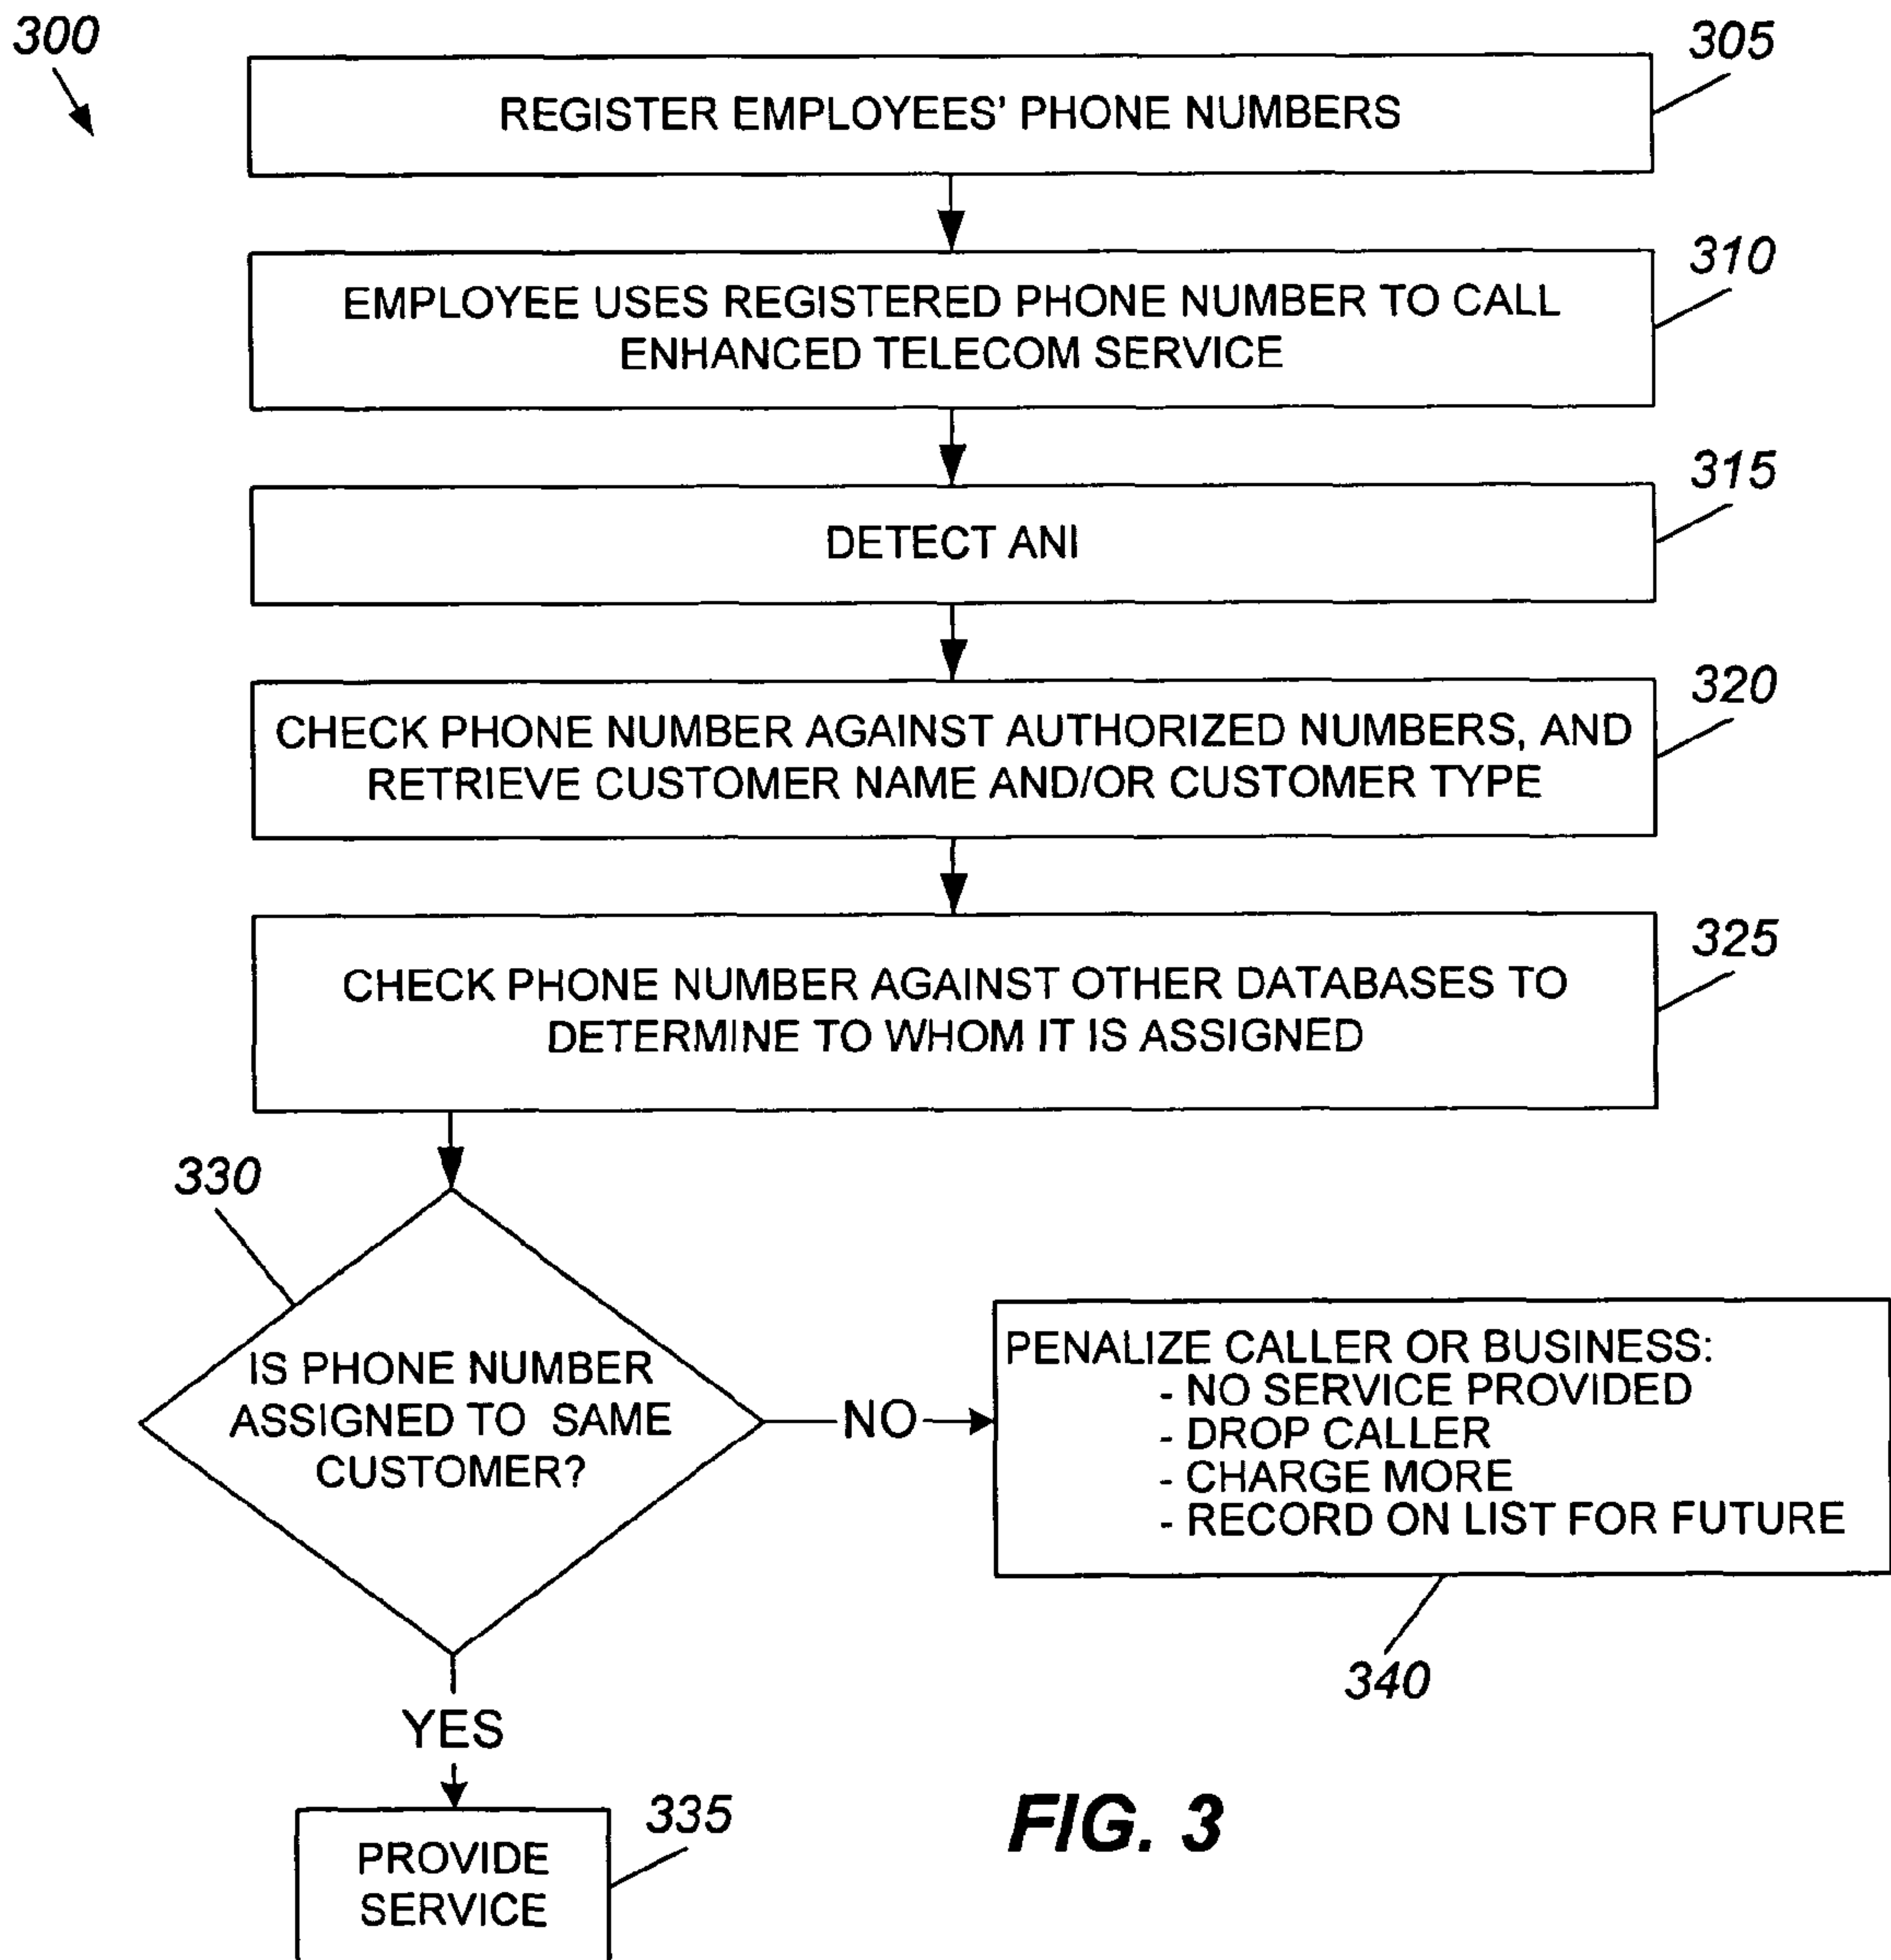 300
305
REGISTER EMPLOYEES' PHONE NUMBERS
310
EMPLOYEE USES REGISTERED PHONE NUMBER TO CALL
ENHANCED TELECOM SERVICE
315
DETECT ANI
320
CHECK PHONE NUMBER AGAINST AUTHORIZED NUMBERS, AND
RETRIEVE CUSTOMER NAME AND/OR CUSTOMER TYPE
325
CHECK PHONE NUMBER AGAINST OTHER DATABASES TO
DETERMINE TO WHOM IT IS ASSIGNED
330
IS PHONE NUMBER
ASSIGNED TO SAME
CUSTOMER?
NO
PENALIZE CALLER OR BUSINESS:
- NO SERVICE PROVIDED
- DROP CALLER
- CHARGE MORE
- RECORD ON LIST FOR FUTURE
340
YES
335
PROVIDE
SERVICE
FIG. 3